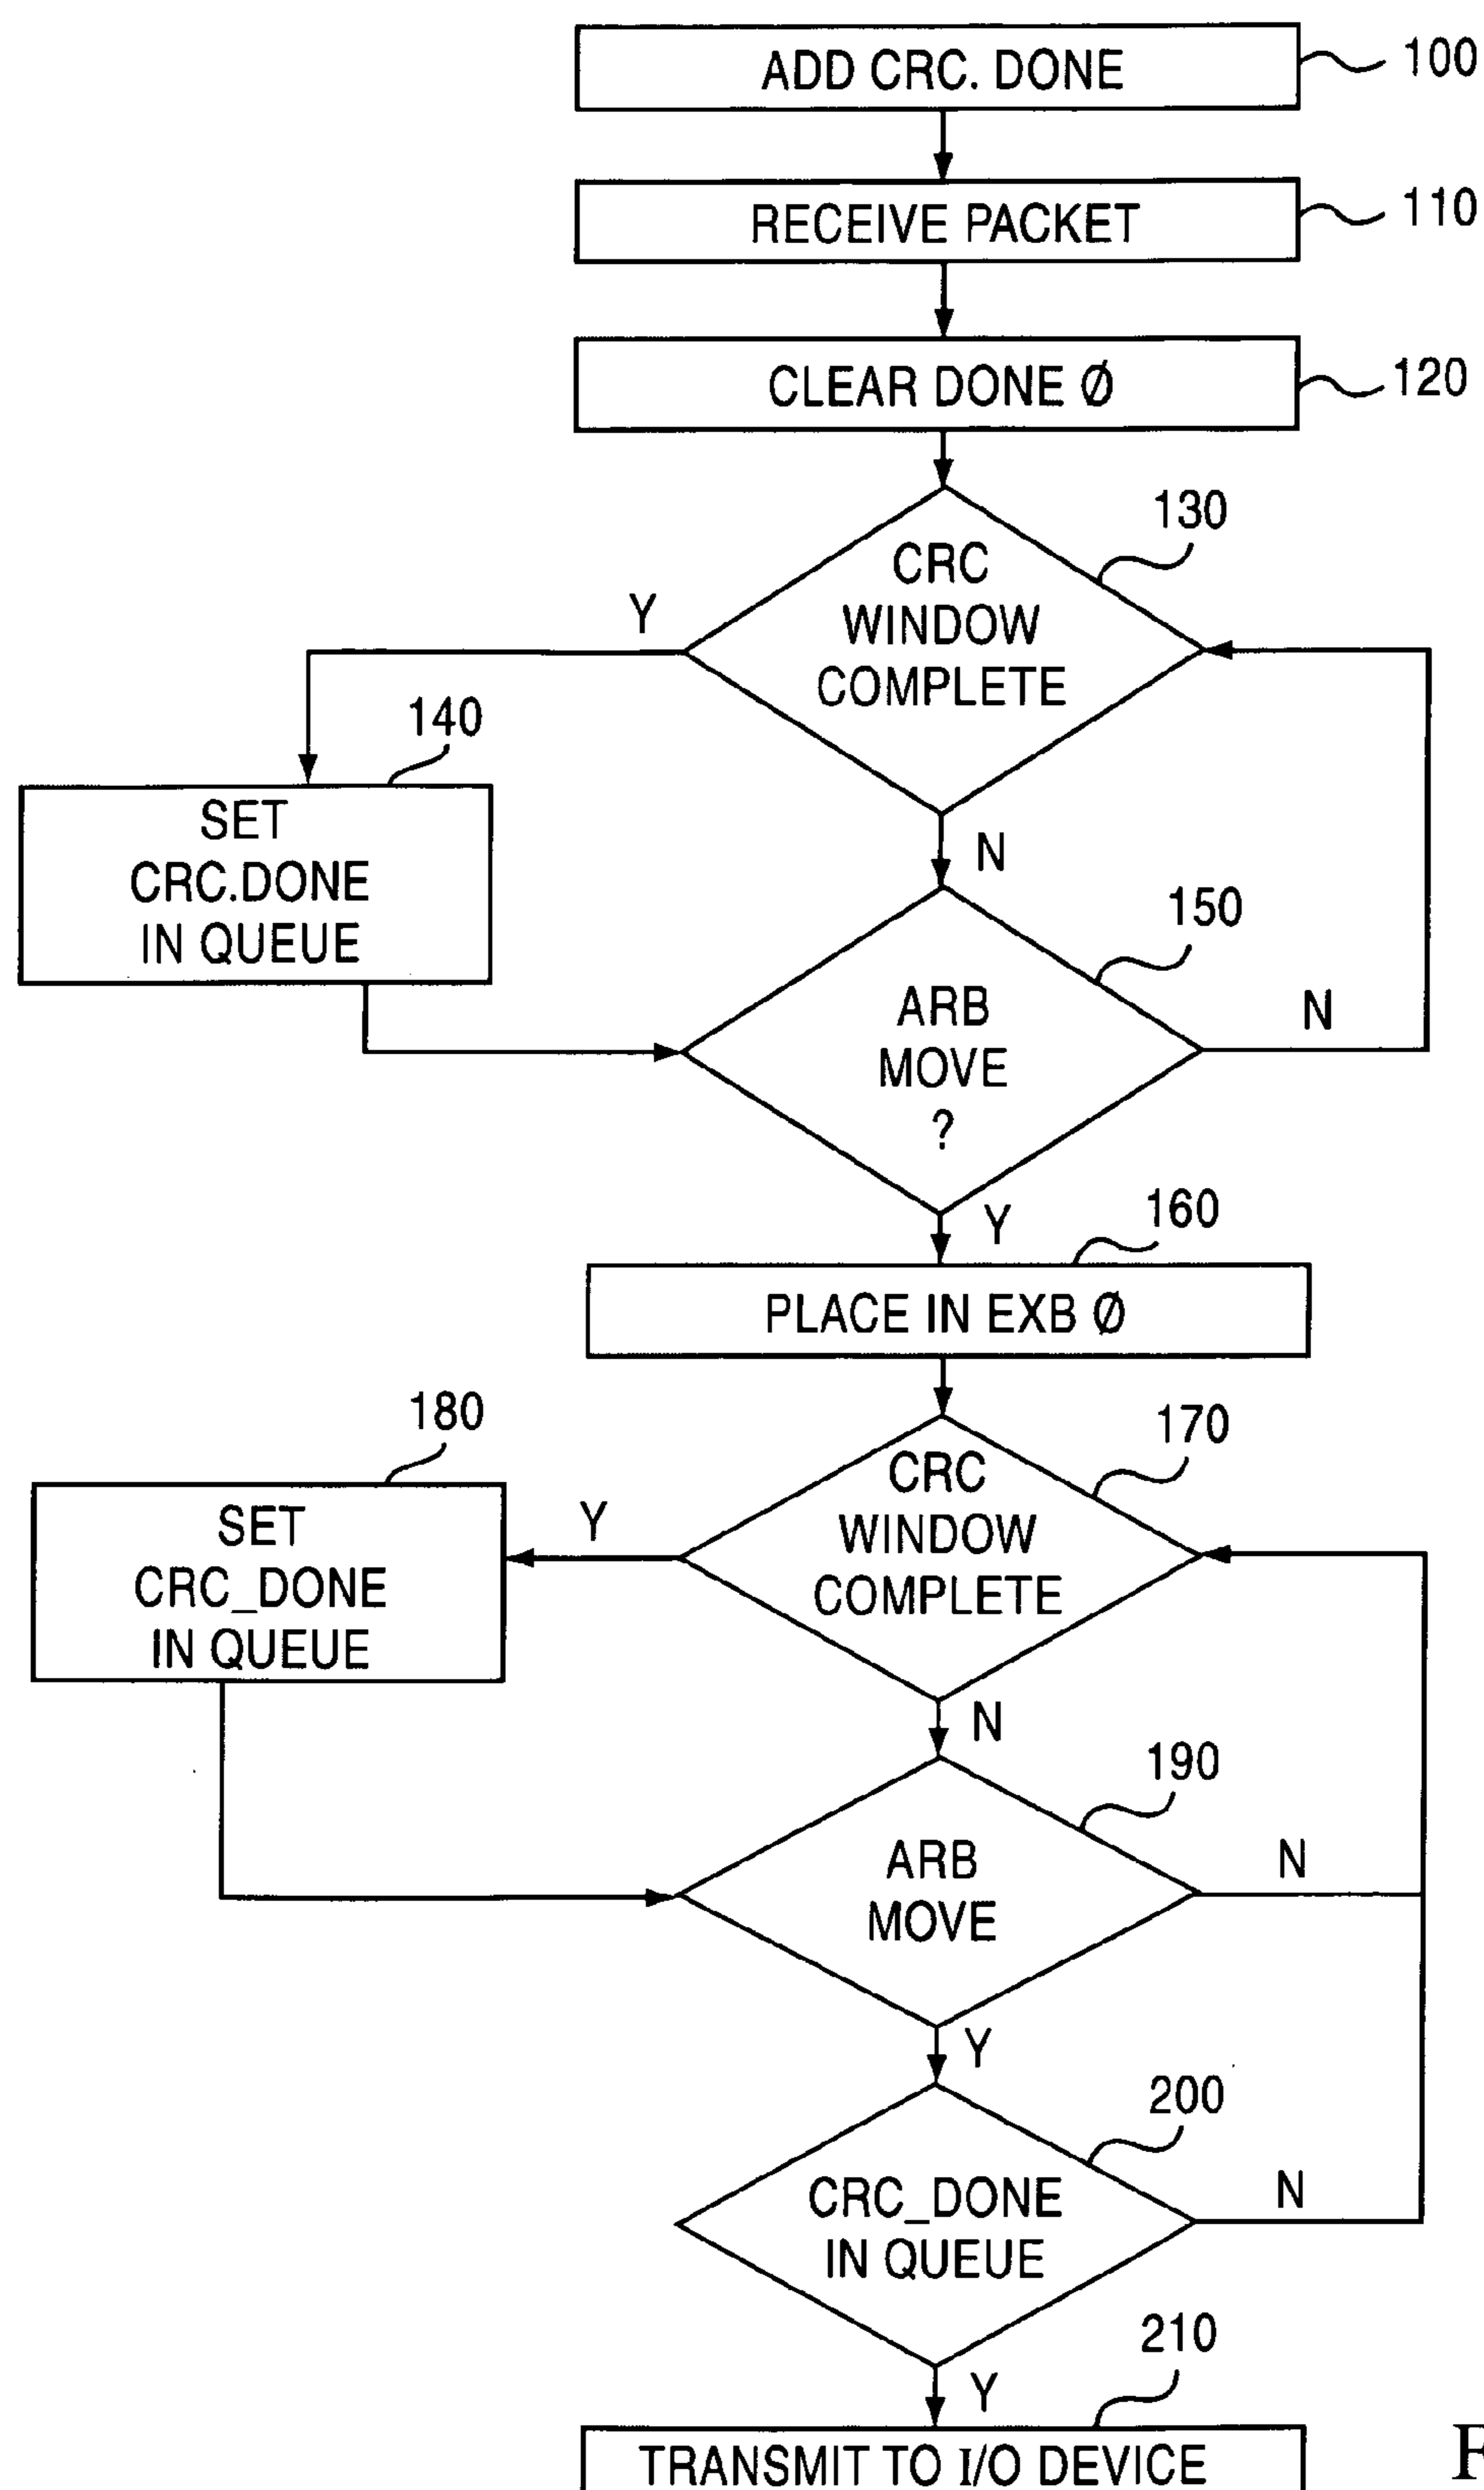 ADD CRC. DONE
100
RECEIVE PACKET
110
CLEAR DONE Ø
120
130
CRC
WINDOW
COMPLETE
Y
140
SET
CRC.DONE
IN QUEUE
N
150
ARB
MOVE
?
N
Y
160
PLACE IN EXB Ø
180
170
CRC
WINDOW
COMPLETE
Y
SET
CRC_DONE
IN QUEUE
N
190
ARB
MOVE
N
Y
200
CRC_DONE
IN QUEUE
N
210
Y
TRANSMIT TO I/O DEVICE